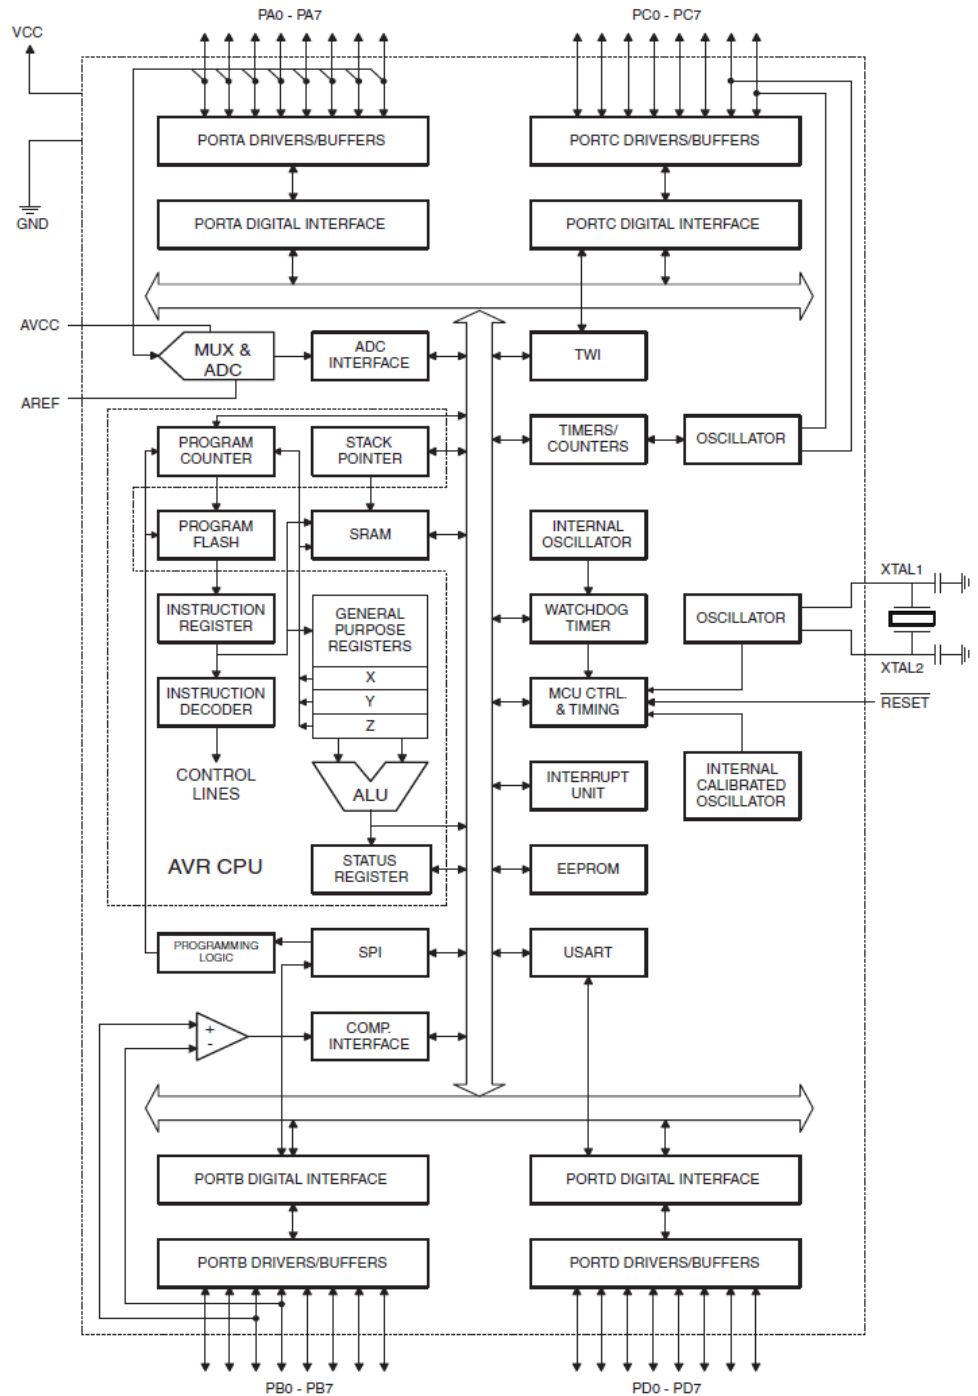 PA0 - PA7
PC0 - PC7
VCC
PORTA DRIVERS/BUFFERS
PORTC DRIVERS/BUFFERS
GND
PORTA DIGITAL INTERFACE
PORTC DIGITAL INTERFACE
AVCC
MUX &
ADC
ADC
INTERFACE
TWI
AREF
PROGRAM
COUNTER
STACK
POINTER
TIMERS/
COUNTERS
OSCILLATOR
PROGRAM
FLASH
SRAM
INTERNAL
OSCILLATOR
XTAL1
INSTRUCTION
REGISTER
GENERAL
PURPOSE
REGISTERS
WATCHDOG
TIMER
OSCILLATOR
XTAL2
X
INSTRUCTION
DECODER
Y
MCU CTRL.
& TIMING
RESET
Z
CONTROL
LINES
ALU
INTERRUPT
UNIT
INTERNAL
CALIBRATED
OSCILLATOR
AVR CPU
STATUS
REGISTER
EEPROM
PROGRAMMING
LOGIC
SPI
USART
+
-
COMP.
INTERFACE
PORTB DIGITAL INTERFACE
PORTD DIGITAL INTERFACE
PORTB DRIVERS/BUFFERS
PORTD DRIVERS/BUFFERS
PB0 - PB7
PD0 - PD7